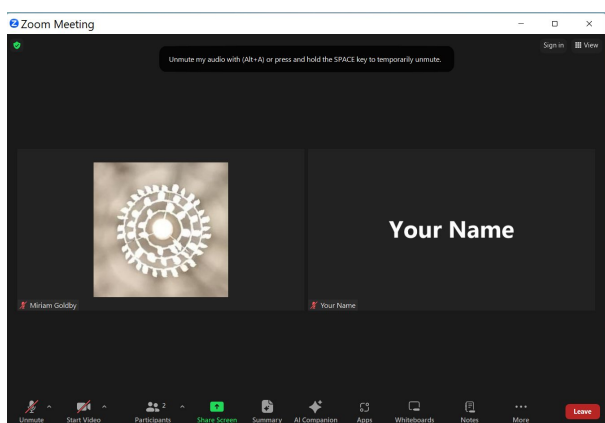 Zoom Meeting
Sign in View
Unmute my audio with (Alt+A) or press and hold the SPACE key to temporarily unmute.
Your Name
Miriam Goldby
Your Name
2
Unmute Start Video Participants Share Screen Summary AI Companion Apps Whiteboards Notes More Leave